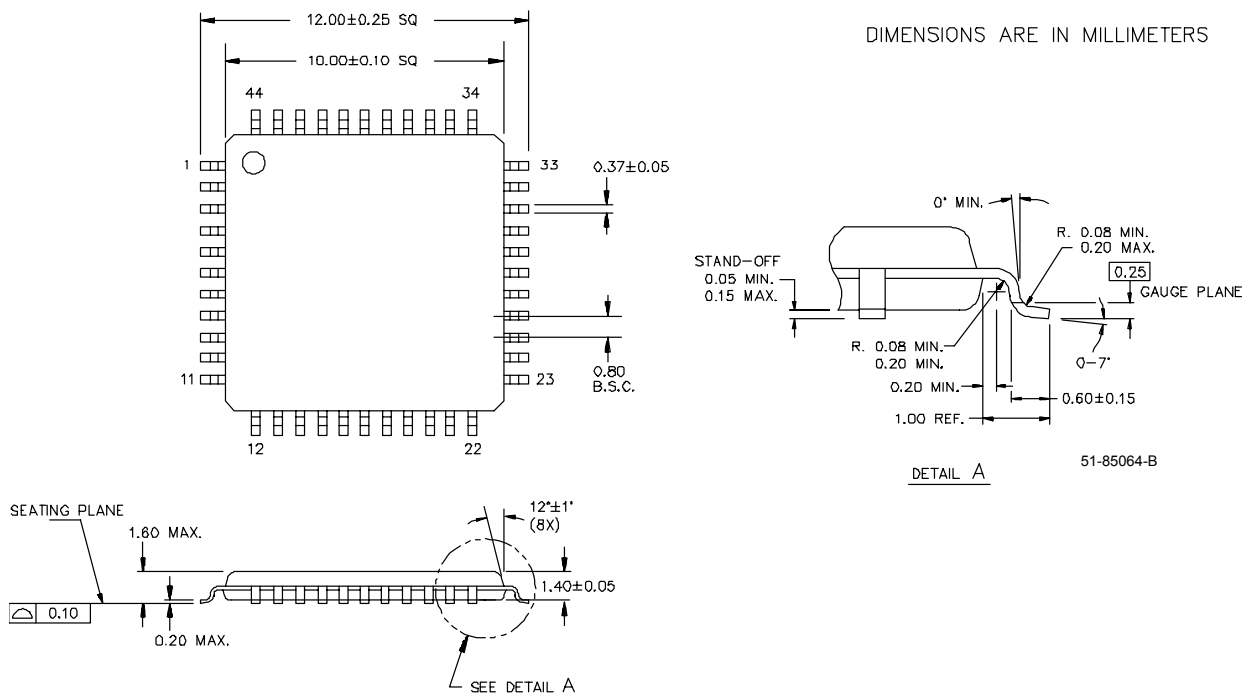 12.00±0.25 SQ
DIMENSIONS ARE IN MILLIMETERS
10.00±0.10 SQ
44
34
1
33
0.37±0.05
0° MIN.
R. 0.08 MIN.
0.20 MAX.
STAND-OFF
0.05 MIN.
0.15 MAX.
0.25
GAUGE PLANE
R. 0.08 MIN.
0.20 MIN.
0-7°
0.20 MIN.
0.60±0.15
1.00 REF.
11
23
0.80
B.S.C.
12
22
DETAIL A
51-85064-B
SEATING PLANE
1.60 MAX.
12°±1°
(8X)
1.40±0.05
0.10
0.20 MAX.
SEE DETAIL A